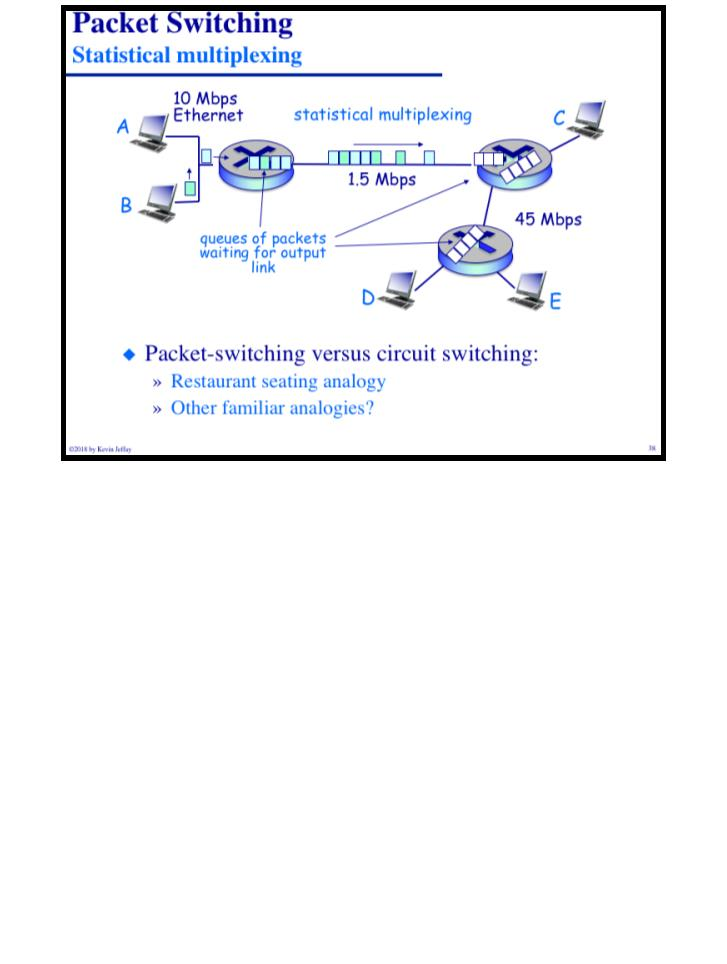 Packet Switching
Statistical multiplexing
10 Mbps
Ethernet
A
statistical multiplexing
C
1.5 Mbps
B
45 Mbps
queues of packets
waiting for output
link
D
E
Packet-switching versus circuit switching:
» Restaurant seating analogy
» Other familiar analogies?
©2018 by Kevin Jeffay
38